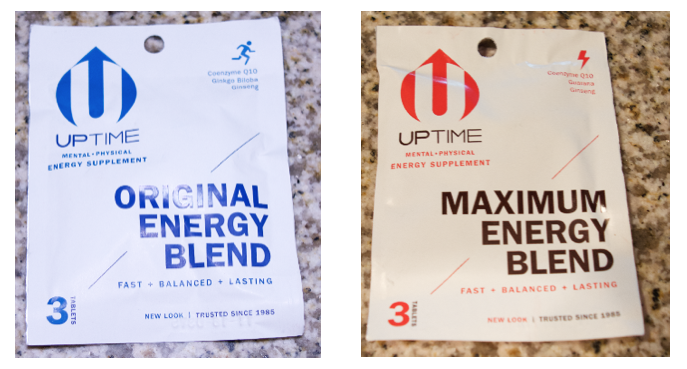 Coenzyme Q10
Ginkgo Biloba
Ginseng
UPTIME
MENTAL • PHYSICAL
ENERGY SUPPLEMENT
ORIGINAL
ENERGY
BLEND
FAST + BALANCED + LASTING
3 TABLETS
NEW LOOK | TRUSTED SINCE 1985
Coenzyme Q10
Guarana
Ginseng
UPTIME
MENTAL • PHYSICAL
ENERGY SUPPLEMENT
MAXIMUM
ENERGY
BLEND
FAST + BALANCED + LASTING
3 TABLETS
NEW LOOK | TRUSTED SINCE 1985